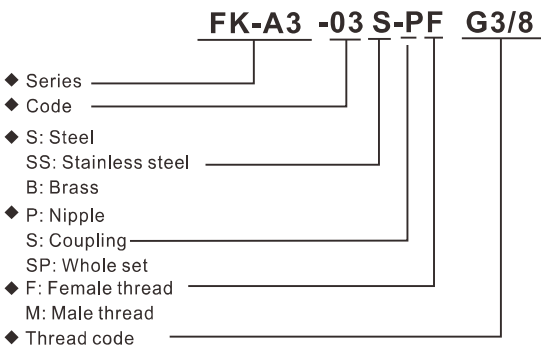 FK-A3 -03 S-PF G3/8
◆ Series
◆ Code
◆ S: Steel
SS: Stainless steel
B: Brass
◆ P: Nipple
S: Coupling
SP: Whole set
◆ F: Female thread
M: Male thread
◆ Thread code